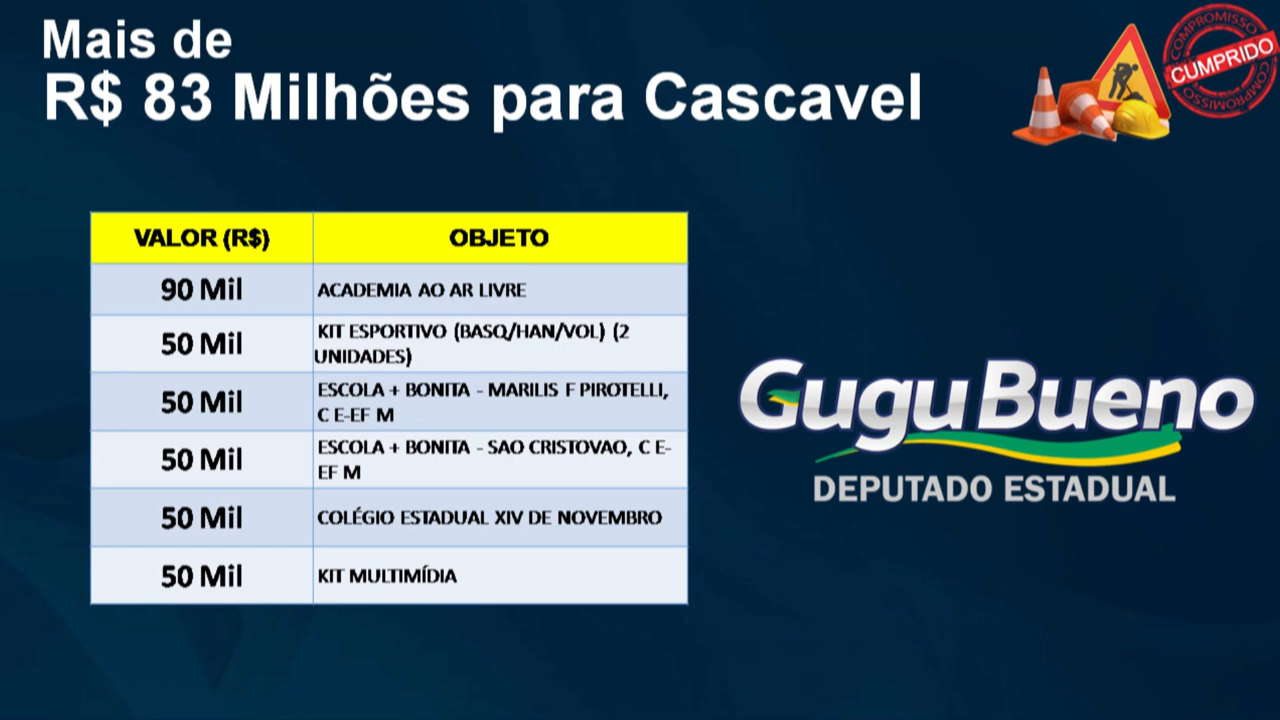 Mais de
R$ 83 Milhões para Cascavel
COMPROMISSO
CUMPRIDO
COMPROMISSO
VALOR (R$) OBJETO
90 Mil ACADEMIA AO AR LIVRE
50 Mil KIT ESPORTIVO (BASQ/HAN/VOL) (2
UNIDADES)
50 Mil ESCOLA + BONITA - MARILIS F PIROTELLI,
C E-EF M
50 Mil ESCOLA + BONITA - SAO CRISTOVAO, C E-
EF M
50 Mil COLÉGIO ESTADUAL XIV DE NOVEMBRO
50 Mil KIT MULTIMÍDIA
Gugu Bueno
DEPUTADO ESTADUAL